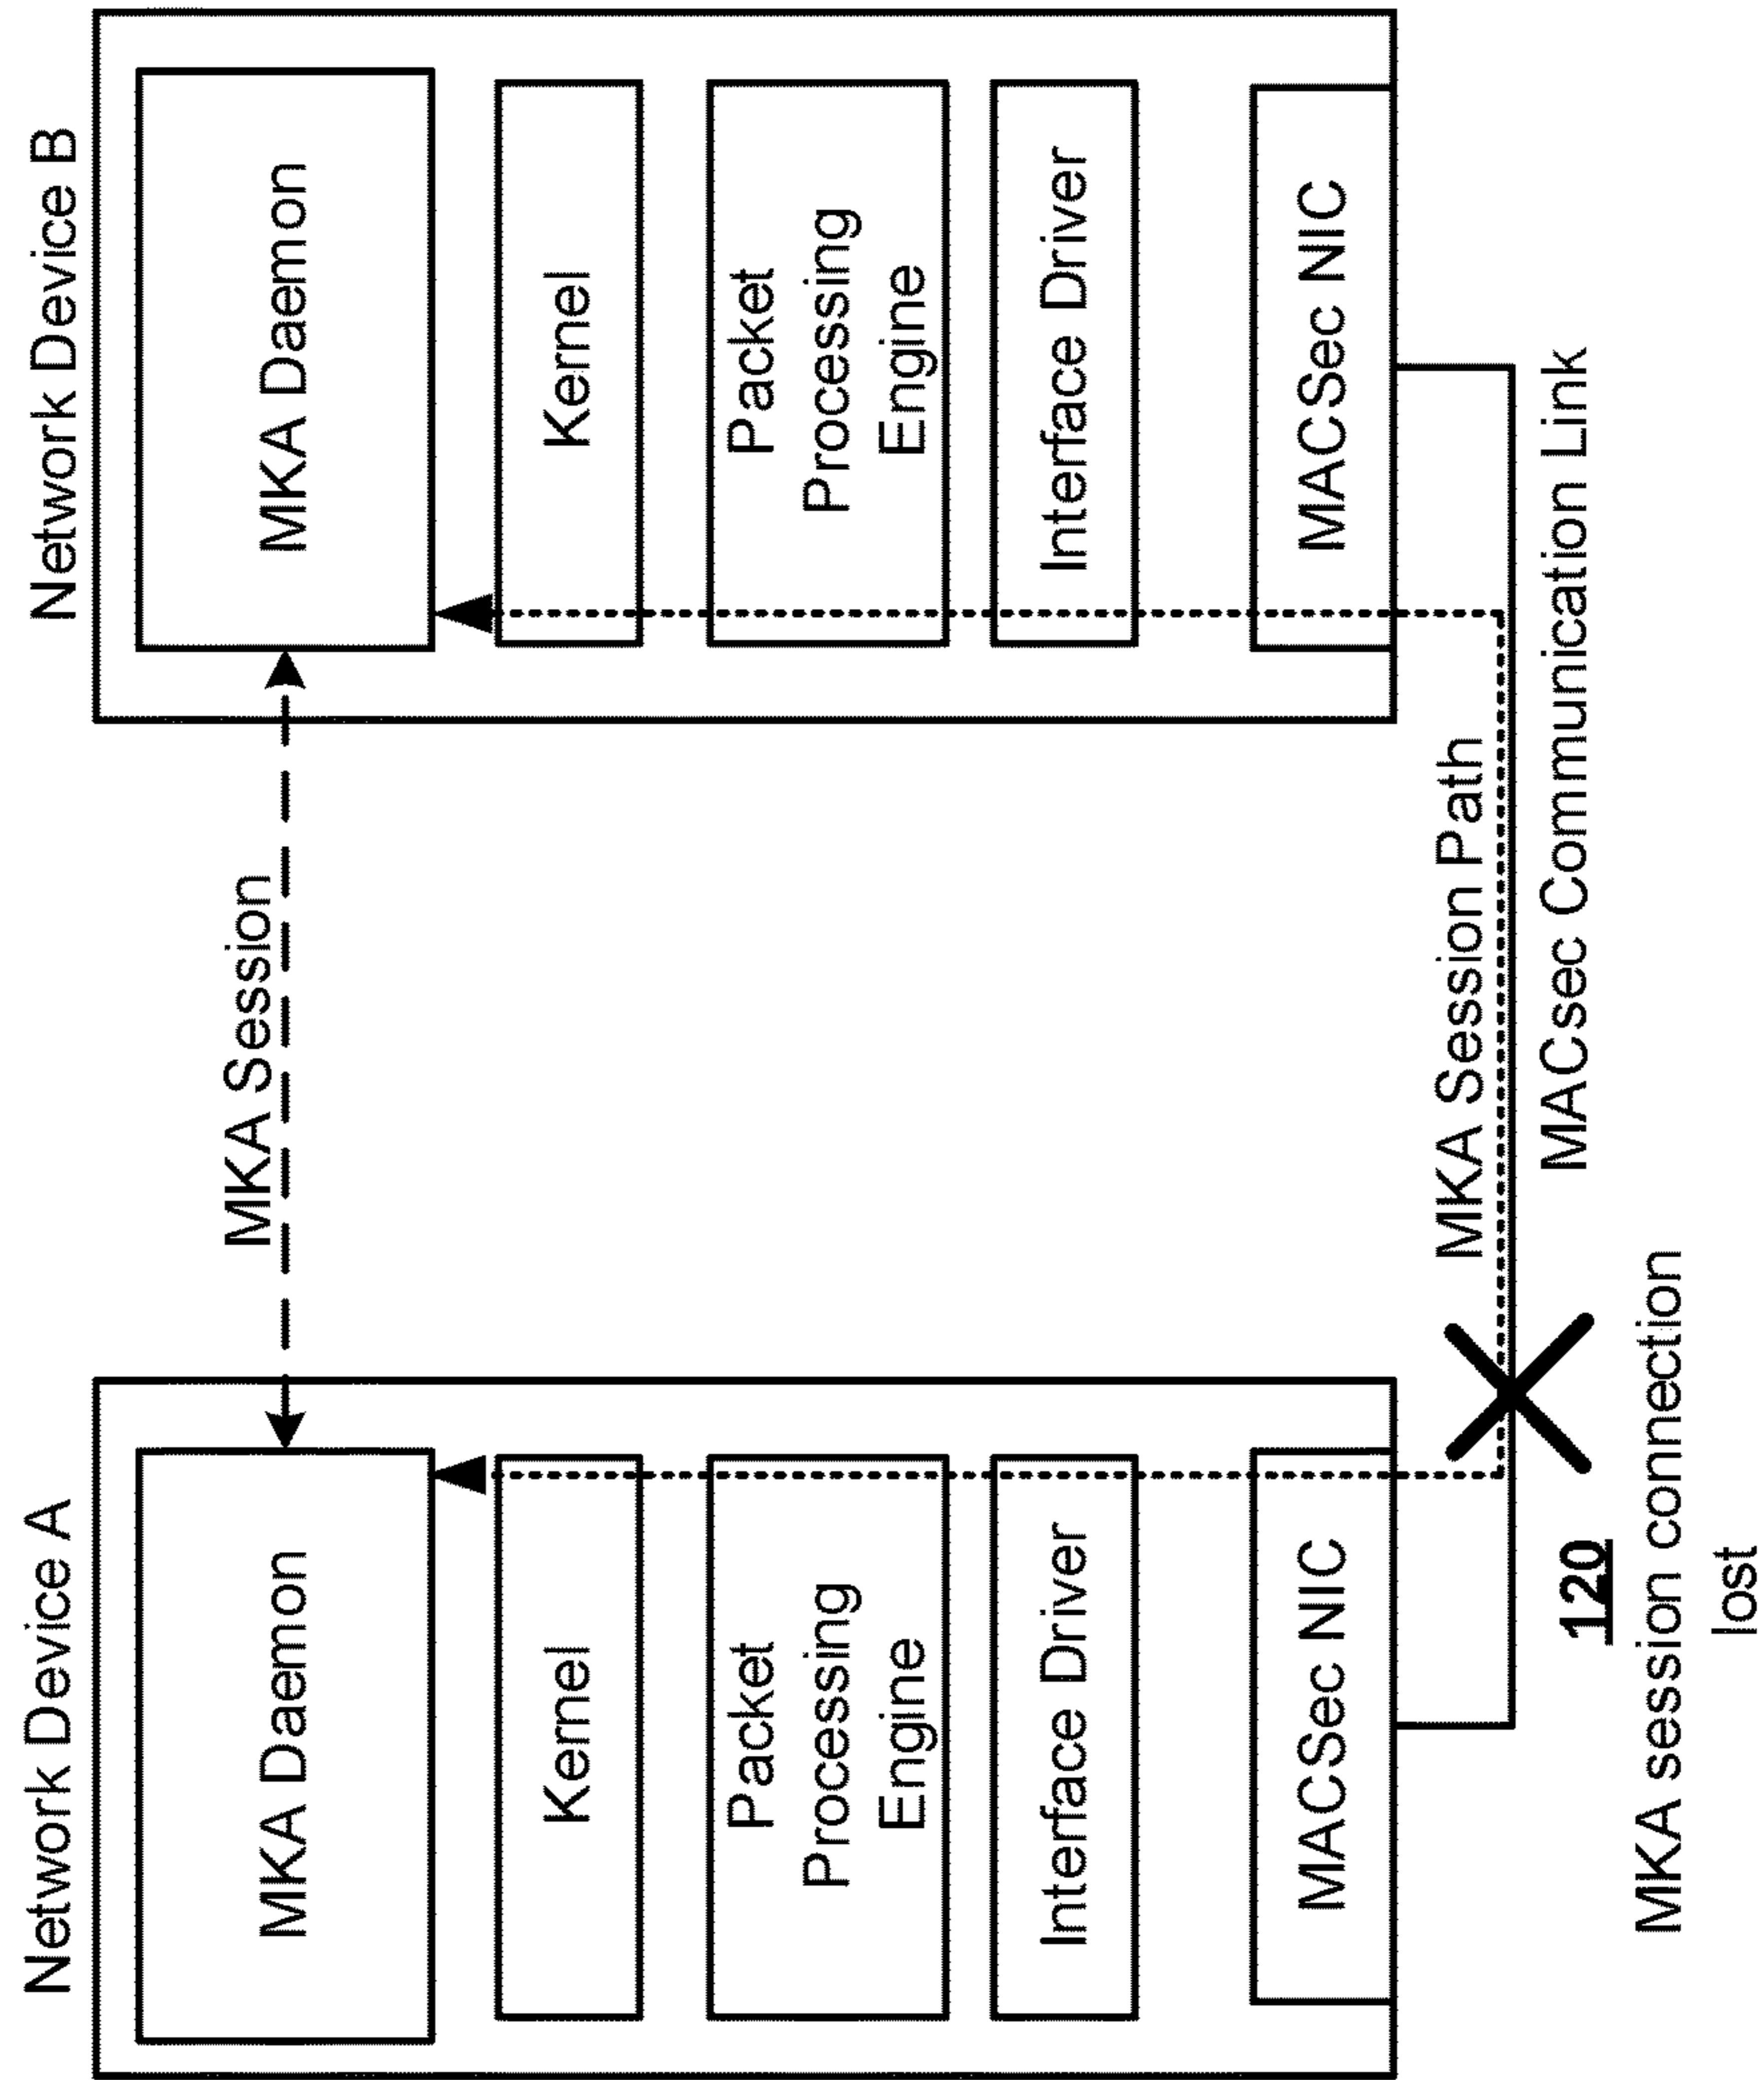 Network Device A
MKA Daemon
Kernel
Packet
Processing
Engine
Interface Driver
MACSec NIC
MKA Session
Network Device B
MKA Daemon
Kernel
Packet
Processing
Engine
Interface Driver
MACSec NIC
MKA Session Path
MACsec Communication Link
120
MKA session connection
lost